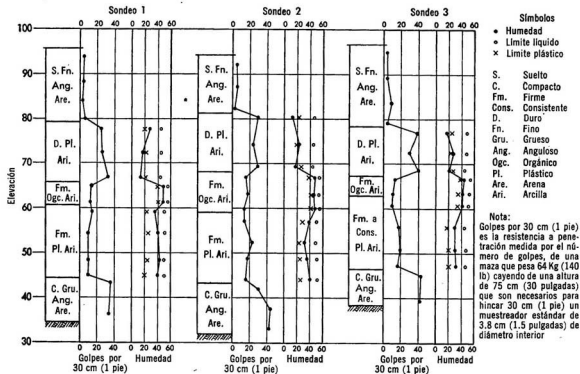 Sondeo 1
Sondeo 2
Sondeo 3
0 20 40 0 20 40 60
0 20 40 0 20 40 60
0 20 40 0 20 40 60
Elevación
100
90
80
70
60
50
40
30
S. Fn.
Ang.
Are.
D. Pl.
Ari.
Fm.
Ogc. Ari.
Fm.
Pl. Ari.
C. Gru.
Ang.
Are.
S. Fn.
Ang.
Are.
D. Pl.
Ari.
Fm.
Ogc. Ari.
Fm.
Pl. Ari.
C. Gru.
Ang.
Are.
S. Fn.
Ang.
Are.
D. Pl.
Ari.
Fm.
Ogc. Ari.
Fm. a
Cons.
Pl. Ari.
C. Gru.
Ang.
Are.
0 20 40 0 20 40 60
0 20 40 0 20 40 60
0 20 40 0 20 40 60
Golpes por Humedad
30 cm (1 pie)
Golpes por Humedad
30 cm (1 pie)
Golpes por Humedad
30 cm (1 pie)
Símbolos
• Humedad
∘ Límite líquido
× Límite plástico
S. Suelto
C. Compacto
Fm. Firme
Cons. Consistente
D. Duro
Fn. Fino
Gru. Grueso
Ang. Anguloso
Ogc. Orgánico
Pl. Plástico
Are. Arena
Ari. Arcilla
Nota:
Golpes por 30 cm (1 pie)
es la resistencia a pene-
tración medida por el nú-
mero de golpes, de una
maza que pesa 64 Kg (140
lb) cayendo de una altura
de 75 cm (30 pulgadas)
que son necesarios para
hincar 30 cm (1 pie) un
muestreador estándar de
3.8 cm (1.5 pulgadas) de
diámetro interior